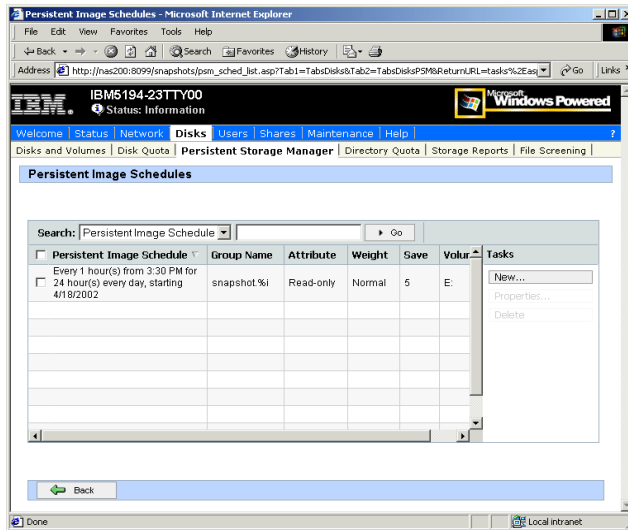 Persistent Image Schedules - Microsoft Internet Explorer
File Edit View Favorites Tools Help
Back Search Favorites History
Address http://nas200:8099/snapshots/psm_sched_list.asp?Tab1=TabsDisks&Tab2=TabsDisksPSM&ReturnURL=tasks%2Eas Go Links »
IBM. IBM5194-23TTY00
Status: Information
Microsoft Windows Powered
Welcome | Status | Network | Disks | Users | Shares | Maintenance | Help | ?
Disks and Volumes | Disk Quota | Persistent Storage Manager | Directory Quota | Storage Reports | File Screening |
Persistent Image Schedules
Search: Persistent Image Schedule Go
Persistent Image Schedule Group Name Attribute Weight Save Volur Tasks
Every 1 hour(s) from 3:30 PM for
24 hour(s) every day, starting
4/18/2002
snapshot.%i Read-only Normal 5 E:
New...
Properties...
Delete
Back
Done Local intranet